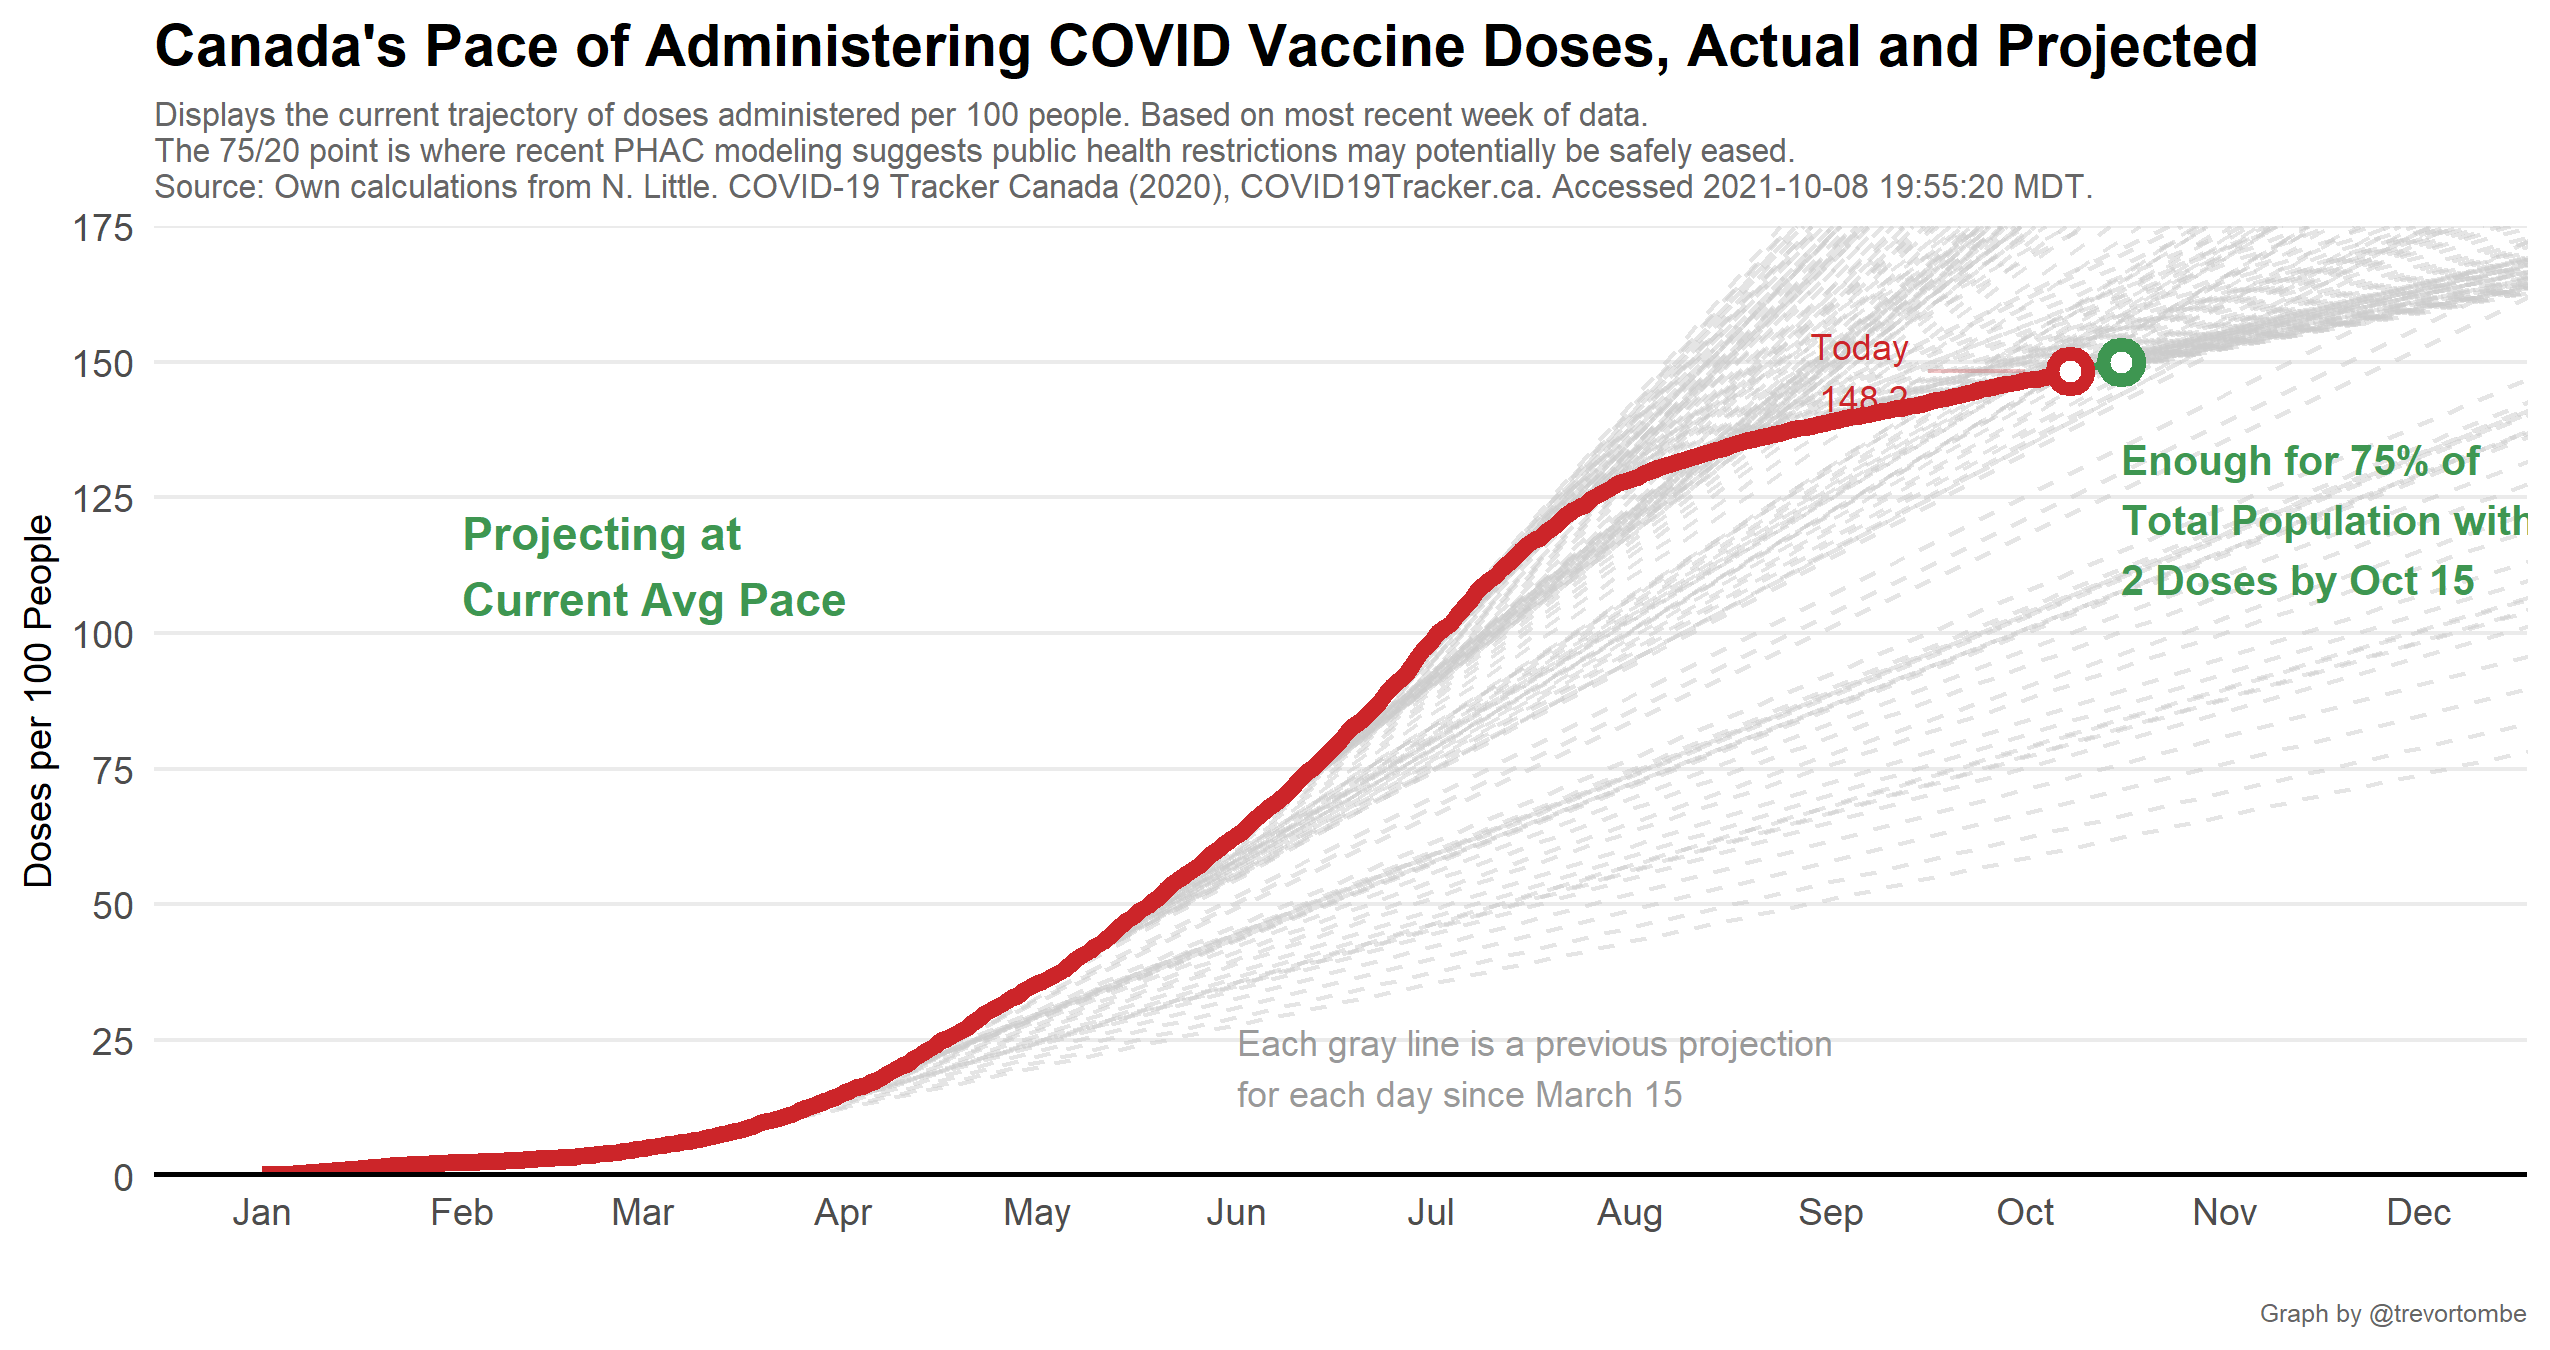 Canada's Pace of Administering COVID Vaccine Doses, Actual and Projected
Displays the current trajectory of doses administered per 100 people. Based on most recent week of data.
The 75/20 point is where recent PHAC modeling suggests public health restrictions may potentially be safely eased.
Source: Own calculations from N. Little. COVID-19 Tracker Canada (2020), COVID19Tracker.ca. Accessed 2021-10-08 19:55:20 MDT.
175
150
125
100
75
50
25
0
Doses per 100 People
Today
148.2
Enough for 75% of
Total Population with
2 Doses by Oct 15
Projecting at
Current Avg Pace
Each gray line is a previous projection
for each day since March 15
Jan Feb Mar Apr May Jun Jul Aug Sep Oct Nov Dec
Graph by @trevortombe